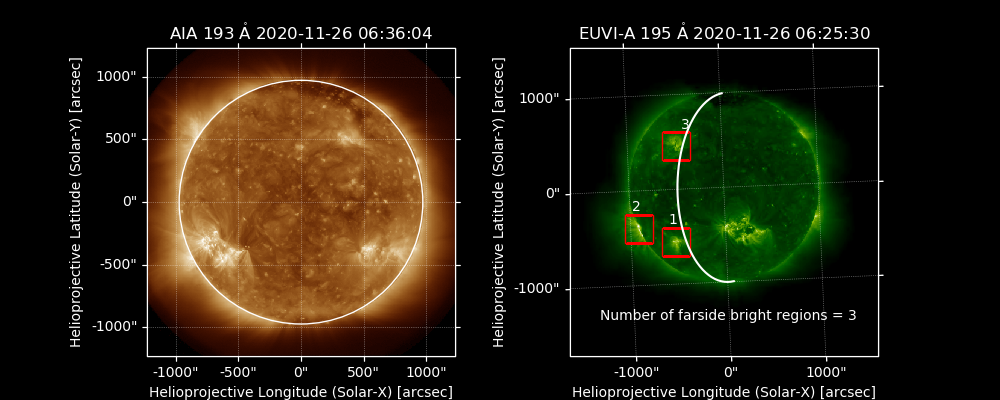 AIA 193 Å 2020-11-26 06:36:04
EUVI-A 195 Å 2020-11-26 06:25:30
Helioprojective Latitude (Solar-Y) [arcsec]
1000"
500"
0"
-500"
-1000"
-1000"
-500"
0"
500"
1000"
Helioprojective Longitude (Solar-X) [arcsec]
Helioprojective Latitude (Solar-Y) [arcsec]
1000"
0"
-1000"
3
2
1
Number of farside bright regions = 3
-1000"
0"
1000"
Helioprojective Longitude (Solar-X) [arcsec]